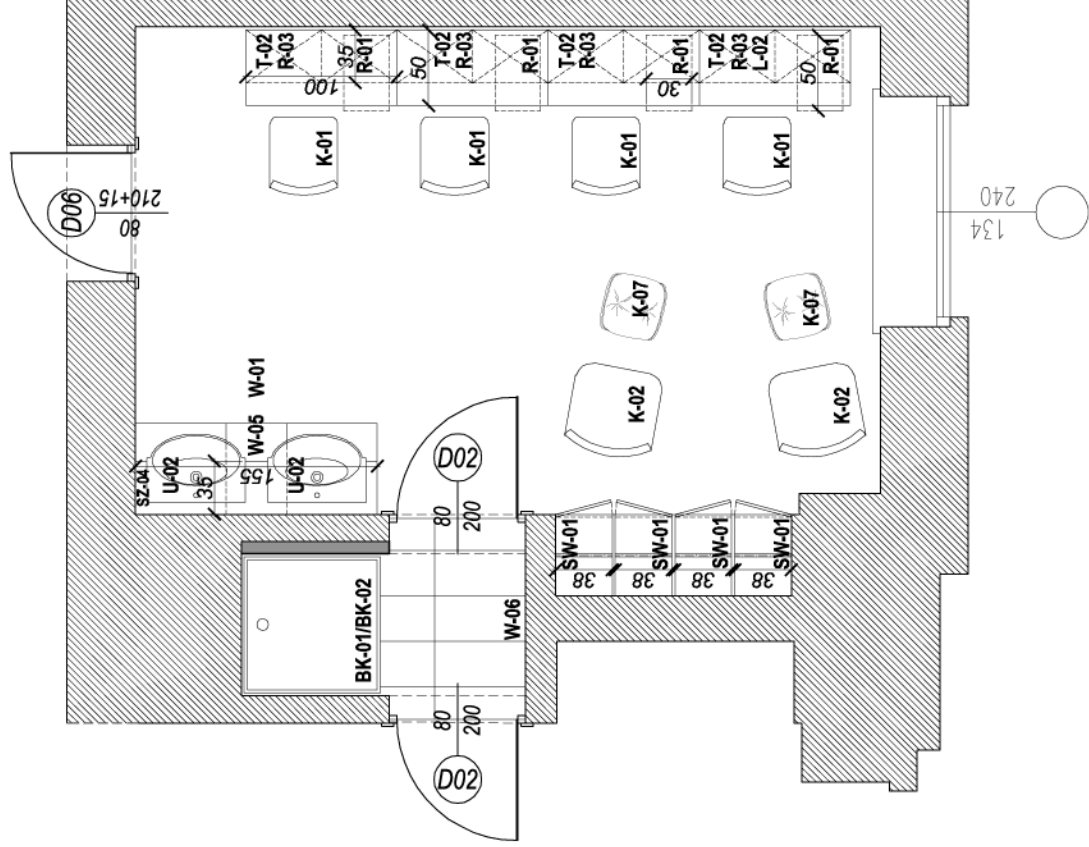 T-02
R-03
35
R-01
100
50
T-02
R-03
R-01
T-02
R-03
R-01
30
T-02
R-03
L-02
R-01
50
K-01
K-01
K-01
K-01
D06
80
210+15
134
240
K-07
K-07
K-02
K-02
W-01
W-05
SZ-04
U-02
35
155
U-02
D02
80
200
SW-01
SW-01
SW-01
SW-01
38
38
38
38
BK-01/BK-02
W-06
80
200
D02